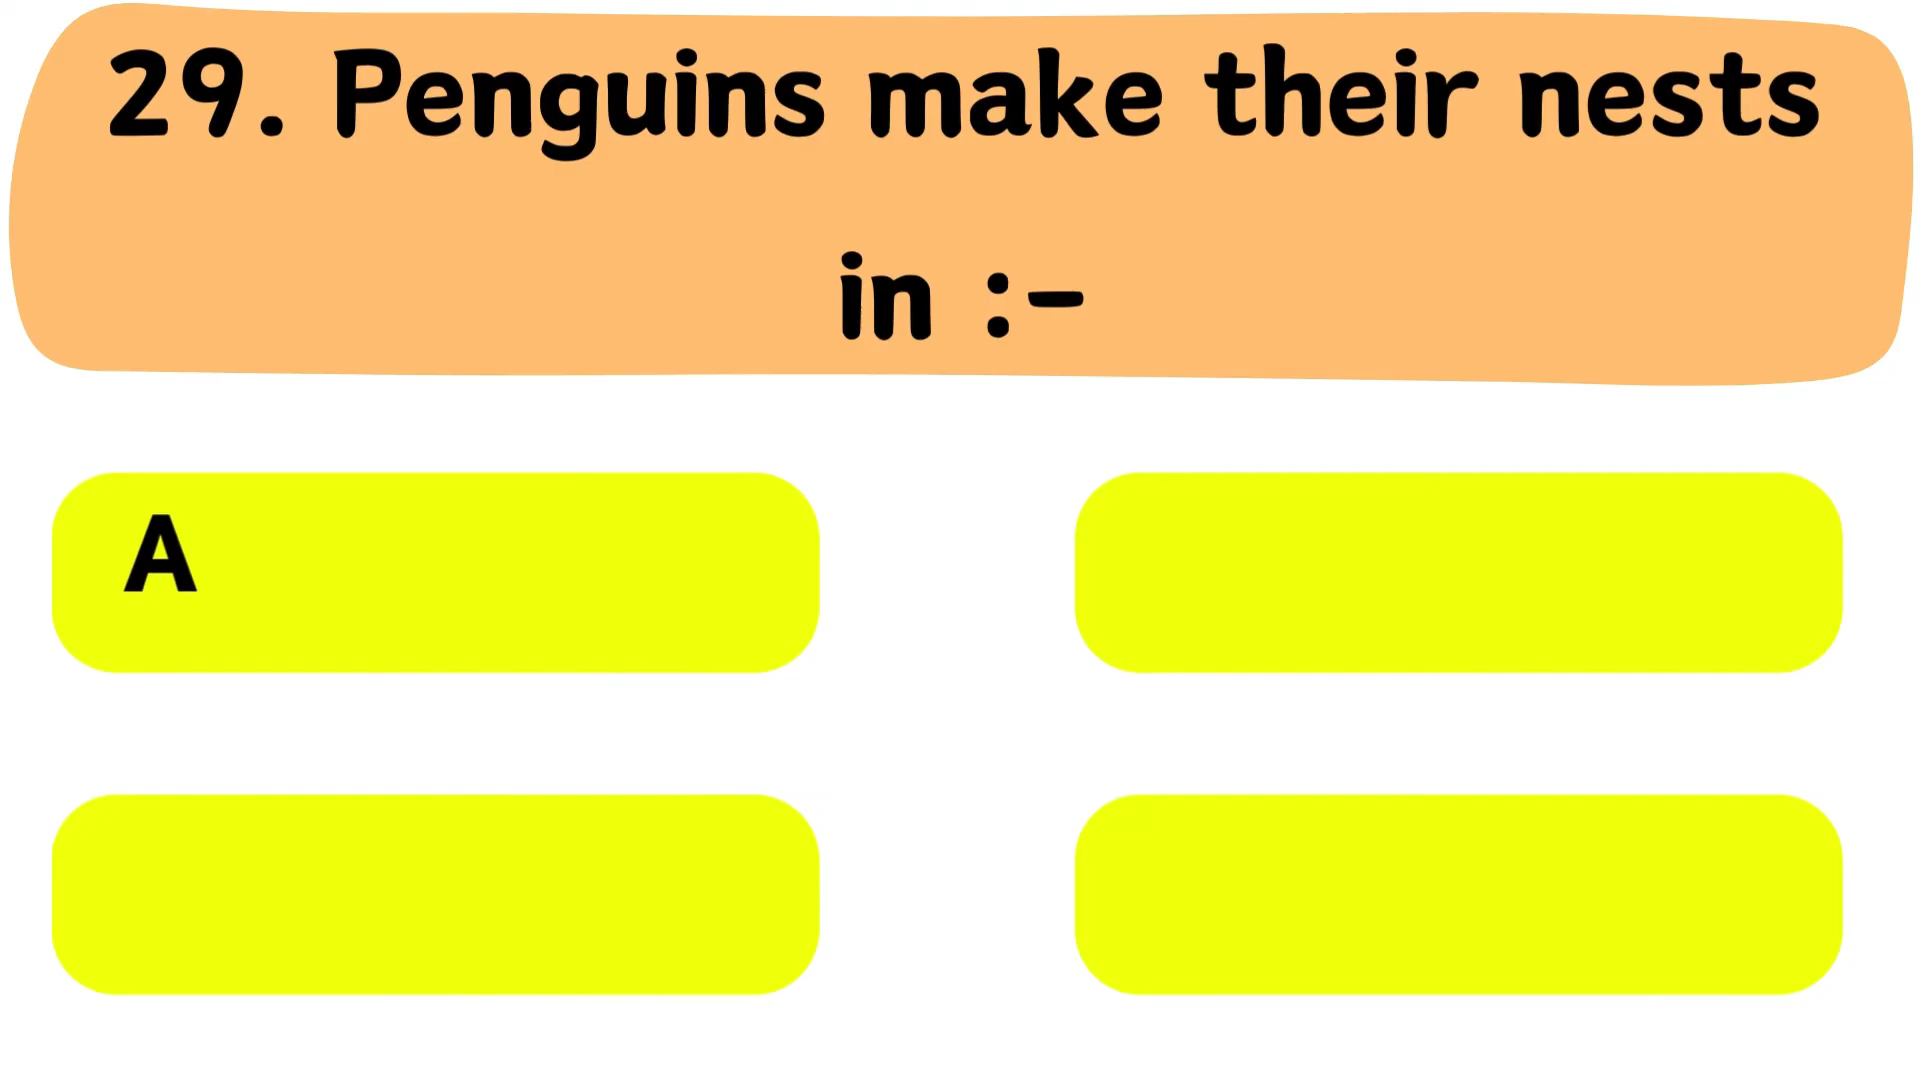 29. Penguins make their nests
in :-
A